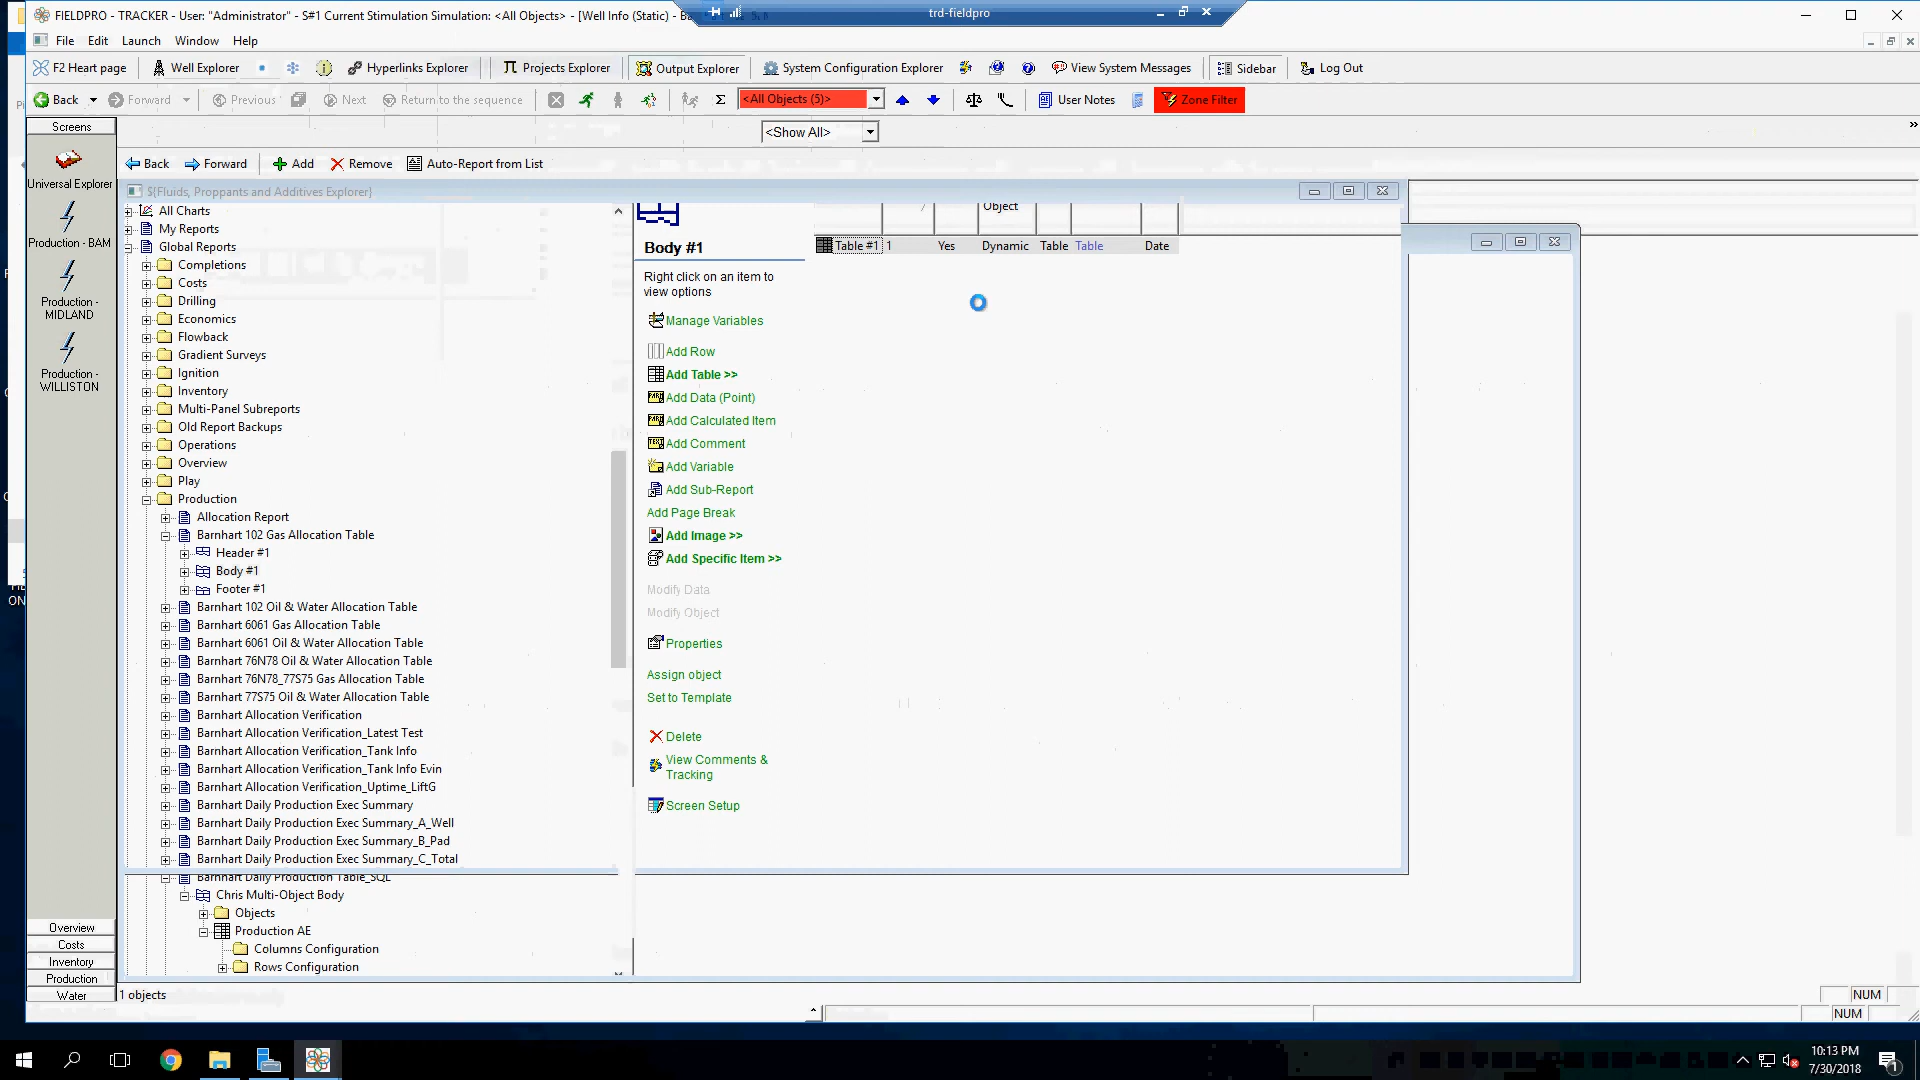 FIELDPRO - TRACKER - User: "Administrator" - S#1 Current Stimulation Simulation: <All Objects> - [Well Info (Static) - Ba
trd-fieldpro
File Edit Launch Window Help
F2 Heart page Well Explorer Hyperlinks Explorer Projects Explorer Output Explorer System Configuration Explorer View System Messages Sidebar Log Out
Back Forward Previous Next Return to the sequence Σ <All Objects (5)> User Notes Zone Filter
Screens
<Show All>
Back Forward Add Remove Auto-Report from List
Universal Explorer
Production - BAM
Production -
MIDLAND
Production -
WILLISTON
Overview
Costs
Inventory
Production
Water
${Fluids, Proppants and Additives Explorer}
All Charts
My Reports
Global Reports
Completions
Costs
Drilling
Economics
Flowback
Gradient Surveys
Ignition
Inventory
Multi-Panel Subreports
Old Report Backups
Operations
Overview
Play
Production
Allocation Report
Barnhart 102 Gas Allocation Table
Header #1
Body #1
Footer #1
Barnhart 102 Oil & Water Allocation Table
Barnhart 6061 Gas Allocation Table
Barnhart 6061 Oil & Water Allocation Table
Barnhart 76N78 Oil & Water Allocation Table
Barnhart 76N78_77S75 Gas Allocation Table
Barnhart 77S75 Oil & Water Allocation Table
Barnhart Allocation Verification
Barnhart Allocation Verification_Latest Test
Barnhart Allocation Verification_Tank Info
Barnhart Allocation Verification_Tank Info Evin
Barnhart Allocation Verification_Uptime_LiftG
Barnhart Daily Production Exec Summary
Barnhart Daily Production Exec Summary_A_Well
Barnhart Daily Production Exec Summary_B_Pad
Barnhart Daily Production Exec Summary_C_Total
Barnhart Daily Production Table_SQL
Chris Multi-Object Body
Objects
Production AE
Columns Configuration
Rows Configuration
Body #1
Right click on an item to
view options
Manage Variables
Add Row
Add Table >>
Add Data (Point)
Add Calculated Item
Add Comment
Add Variable
Add Sub-Report
Add Page Break
Add Image >>
Add Specific Item >>
Modify Data
Modify Object
Properties
Assign object
Set to Template
Delete
View Comments &
Tracking
Screen Setup
/ Object
Table #1 1 Yes Dynamic Table Table Date
1 objects
NUM
NUM
ON
10:13 PM
7/30/2018
1